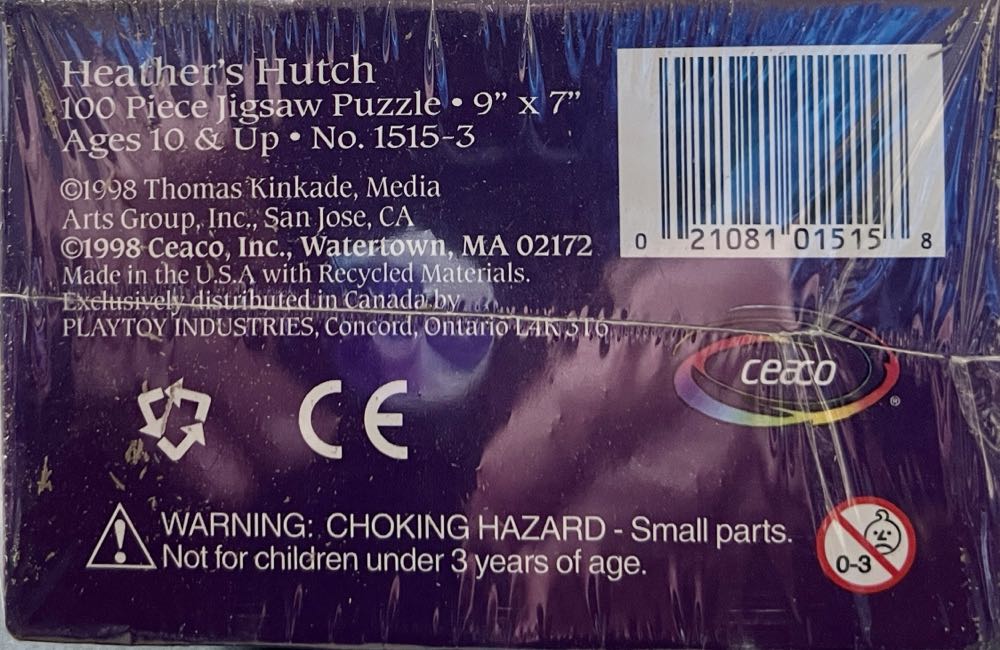 Heather's Hutch
100 Piece Jigsaw Puzzle • 9" x 7"
Ages 10 & Up • No. 1515-3
©1998 Thomas Kinkade, Media
Arts Group, Inc., San Jose, CA
©1998 Ceaco, Inc., Watertown, MA 02172
Made in the U.S.A with Recycled Materials.
Exclusively distributed in Canada by
PLAYTOY INDUSTRIES, Concord, Ontario
0 21081 01515 8
ceaco ®
CE
WARNING: CHOKING HAZARD - Small parts.
Not for children under 3 years of age.
0-3